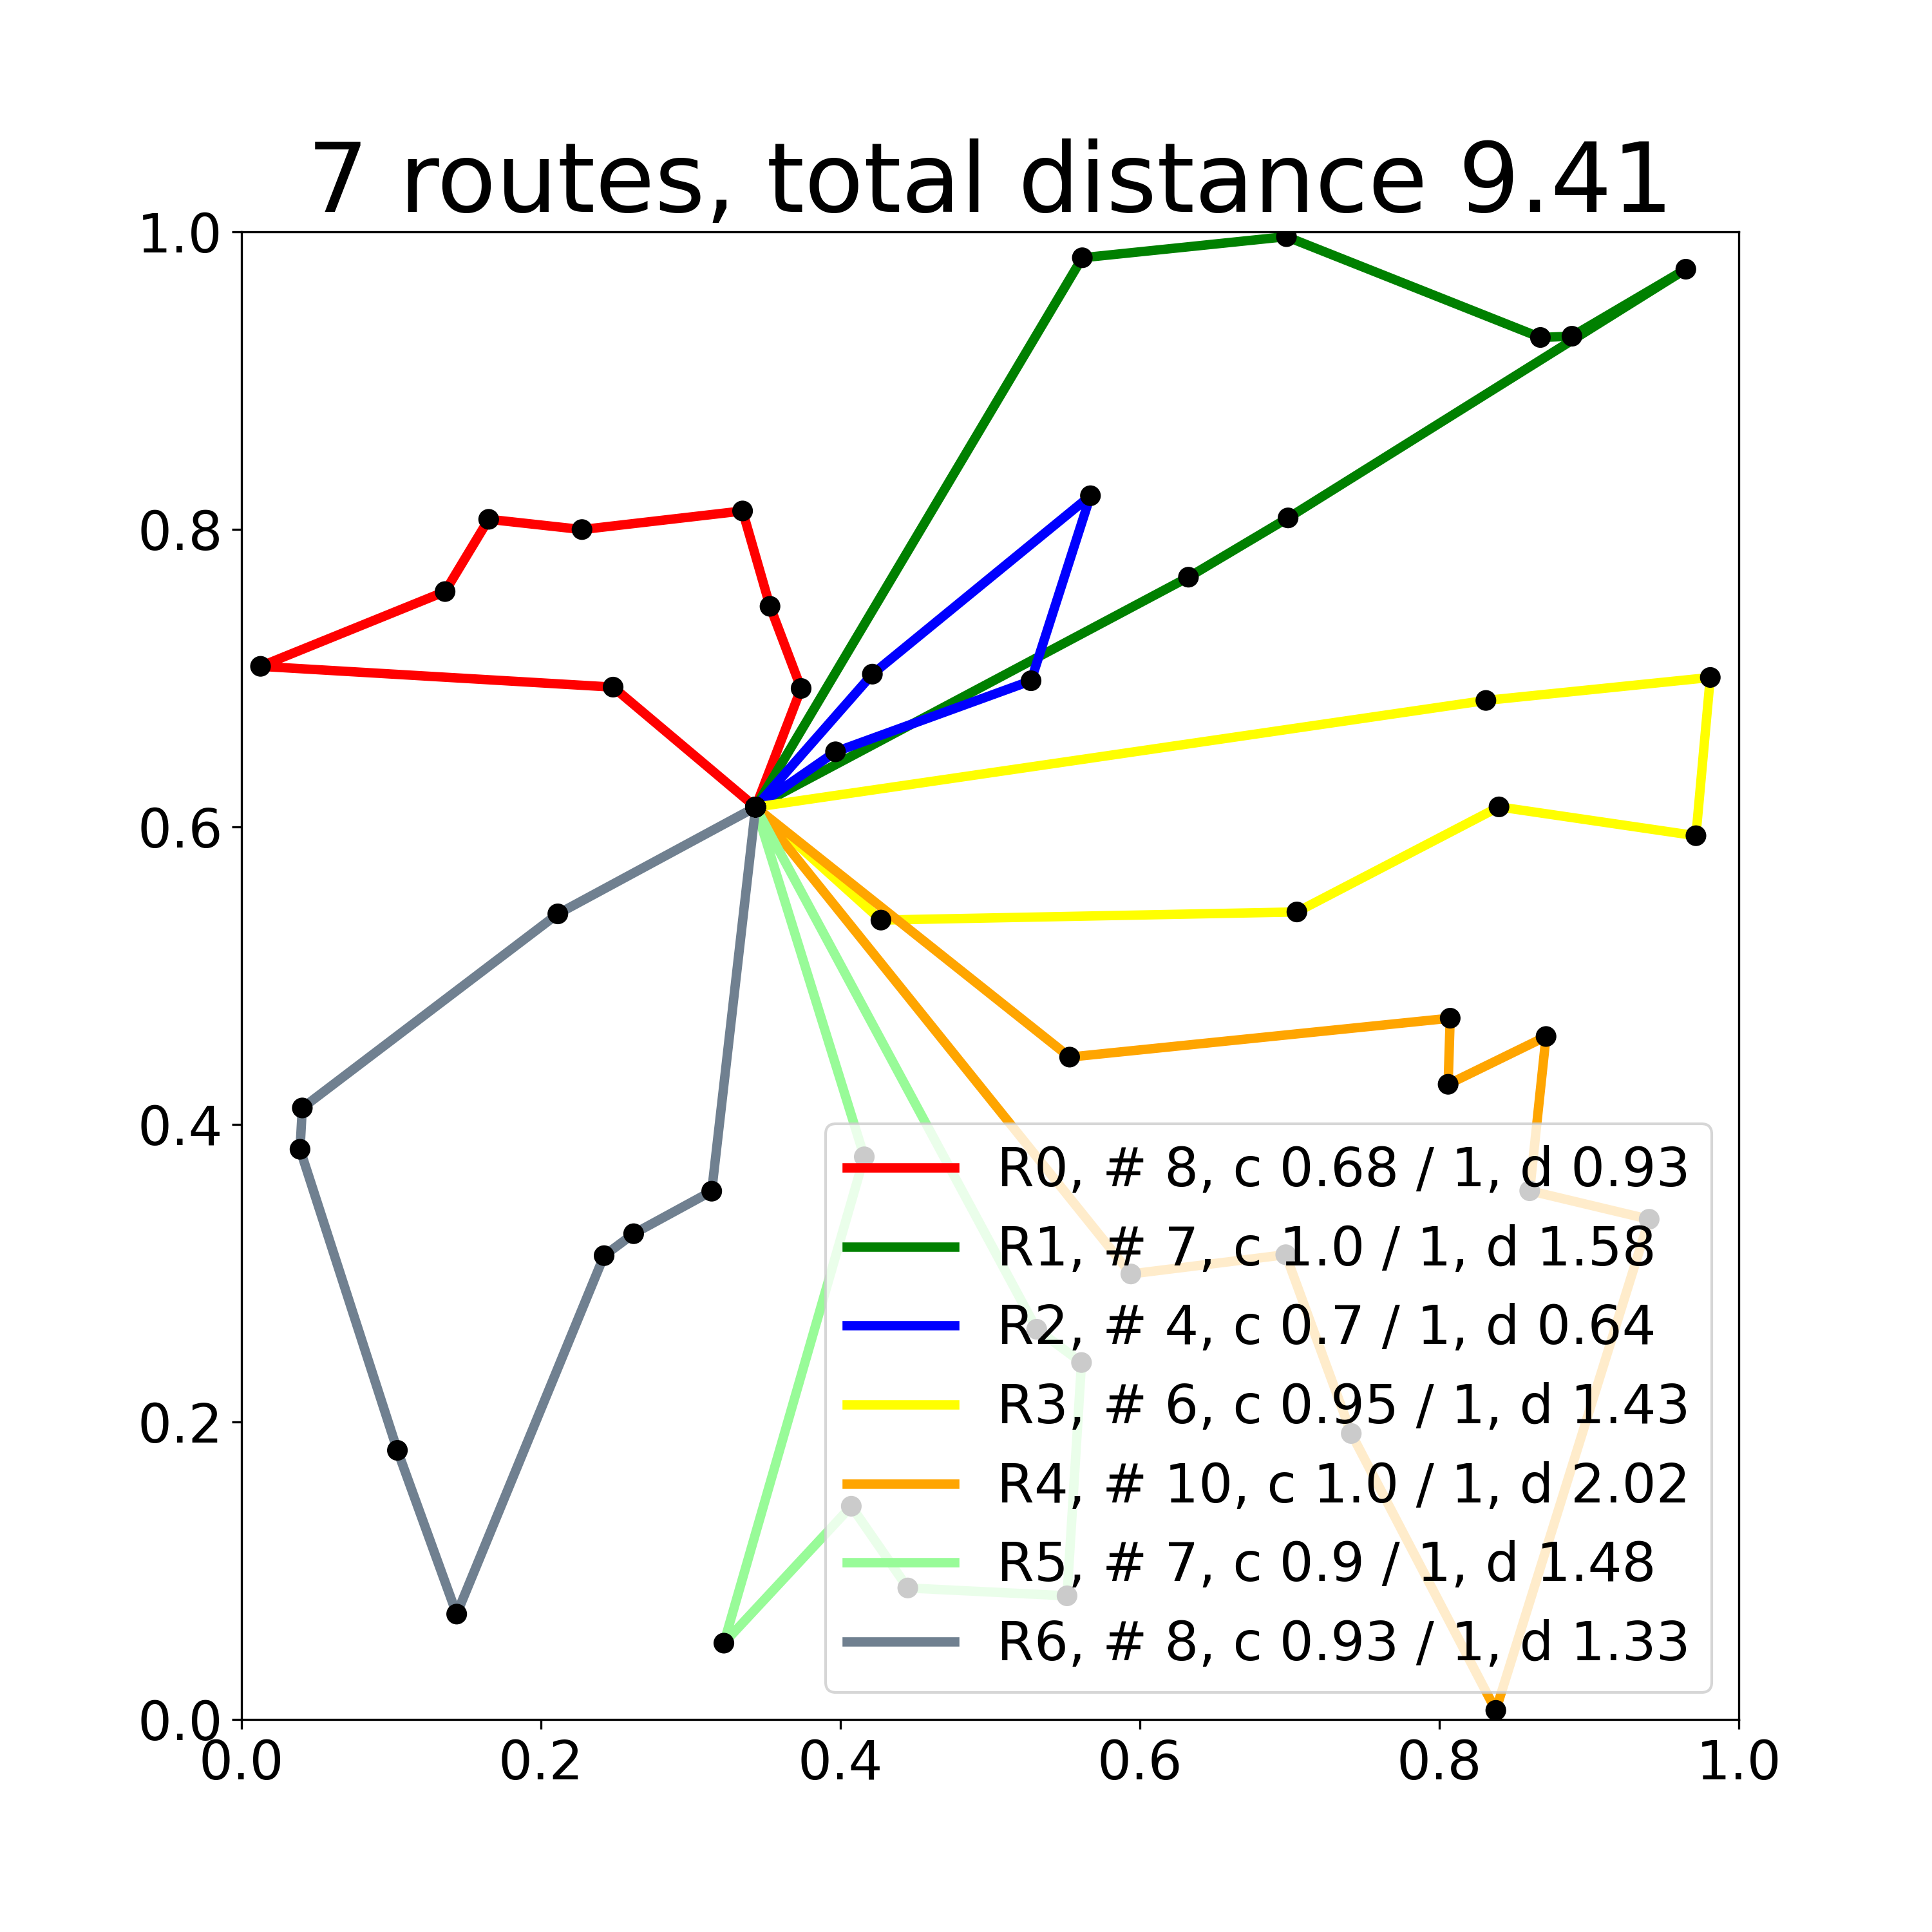 7 routes, total distance 9.41
1.0
0.8
0.6
0.4
0.2
0.0
R0, # 8, c 0.68 / 1, d 0.93
R1, # 7, c 1.0 / 1, d 1.58
R2, # 4, c 0.7 / 1, d 0.64
R3, # 6, c 0.95 / 1, d 1.43
R4, # 10, c 1.0 / 1, d 2.02
R5, # 7, c 0.9 / 1, d 1.48
R6, # 8, c 0.93 / 1, d 1.33
0.0 0.2 0.4 0.6 0.8 1.0